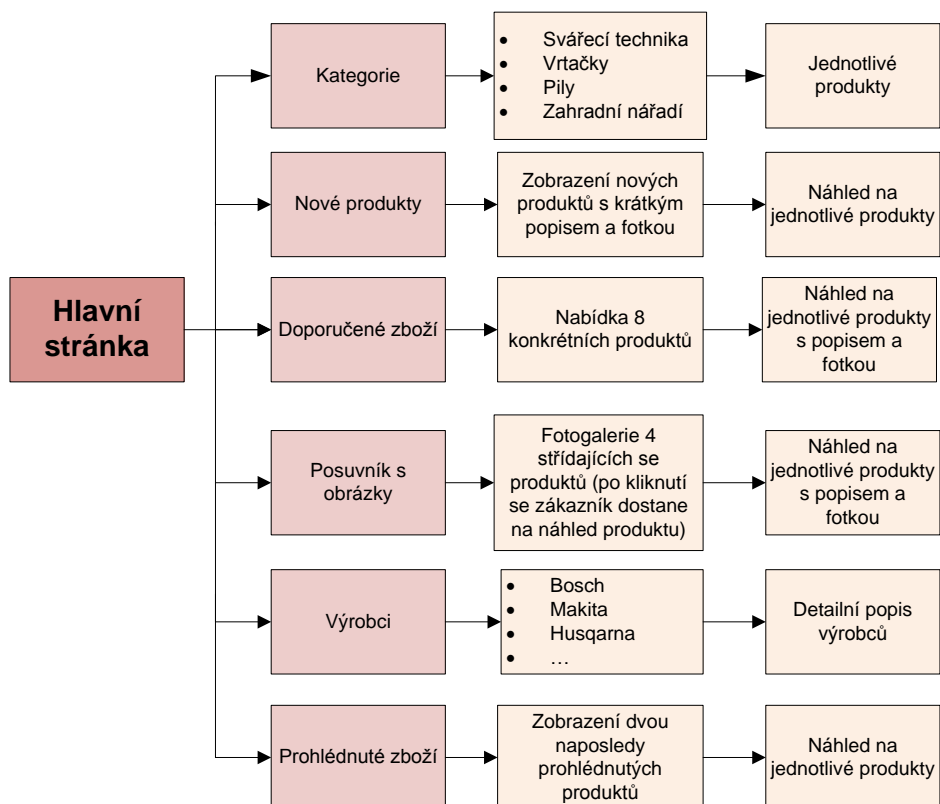 Kategorie
• Svářecí technika
• Vrtačky
• Pily
• Zahradní nářadí
Jednotlivé
produkty
Nové produkty
Zobrazení nových
produktů s krátkým
popisem a fotkou
Náhled na
jednotlivé produkty
Hlavní
stránka
Doporučené zboží
Nabídka 8
konkrétních produktů
Náhled na
jednotlivé produkty
s popisem a
fotkou
Posuvník s
obrázky
Fotogalerie 4
střídajících se
produktů (po kliknutí
se zákazník dostane
na náhled produktu)
Náhled na
jednotlivé produkty
s popisem a
fotkou
Výrobci
• Bosch
• Makita
• Husqarna
• …
Detailní popis
výrobců
Prohlédnuté zboží
Zobrazení dvou
naposledy
prohlédnutých
produktů
Náhled na
jednotlivé produkty